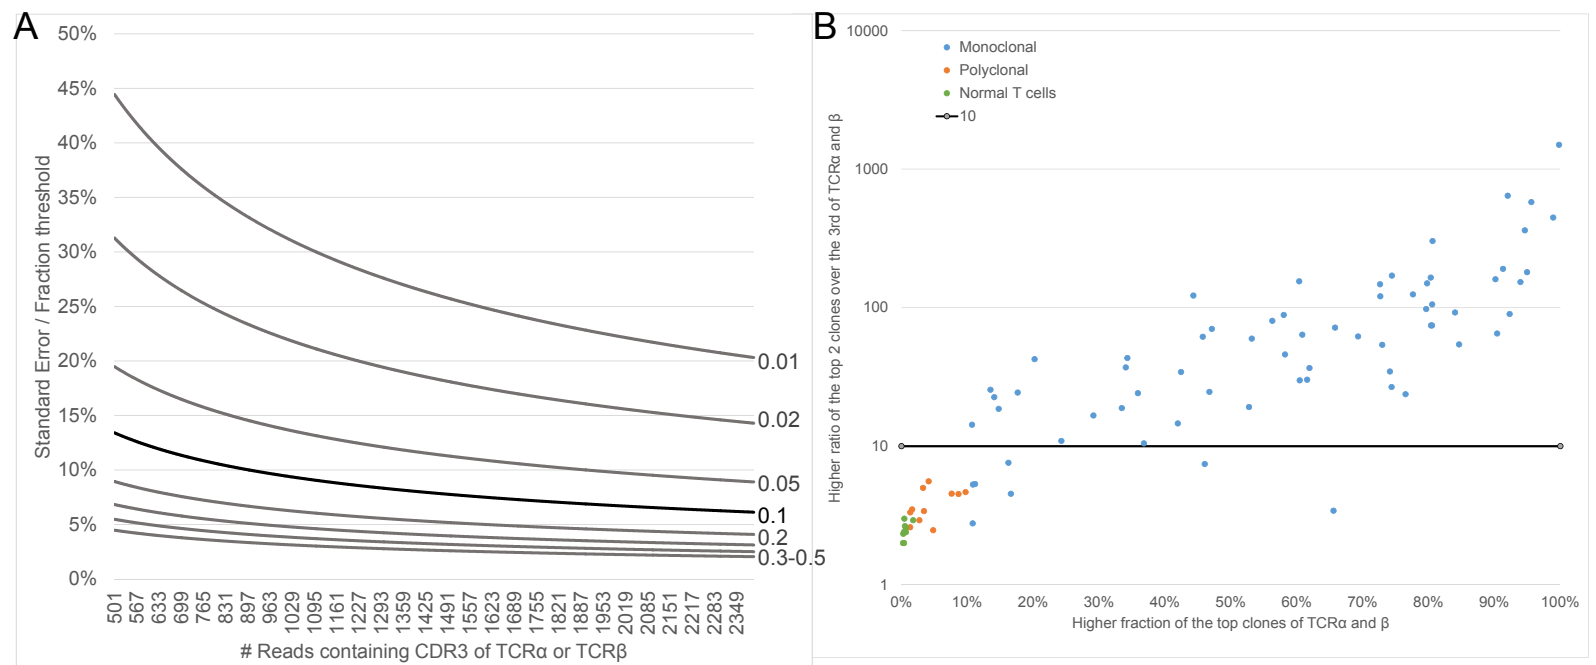 A
50%
45%
40%
35%
30%
25%
20%
15%
10%
5%
0%
Standard Error / Fraction threshold
0.01
0.02
0.05
0.1
0.2
0.3-0.5
501 567 633 699 765 831 897 963 1029 1095 1161 1227 1293 1359 1425 1491 1557 1623 1689 1755 1821 1887 1953 2019 2085 2151 2217 2283 2349
# Reads containing CDR3 of TCRα or TCRβ
B
10000
1000
100
10
1
Higher ratio of the top 2 clones over the 3rd of TCRα and β
Monoclonal
Polyclonal
Normal T cells
10
0% 10% 20% 30% 40% 50% 60% 70% 80% 90% 100%
Higher fraction of the top clones of TCRα and β